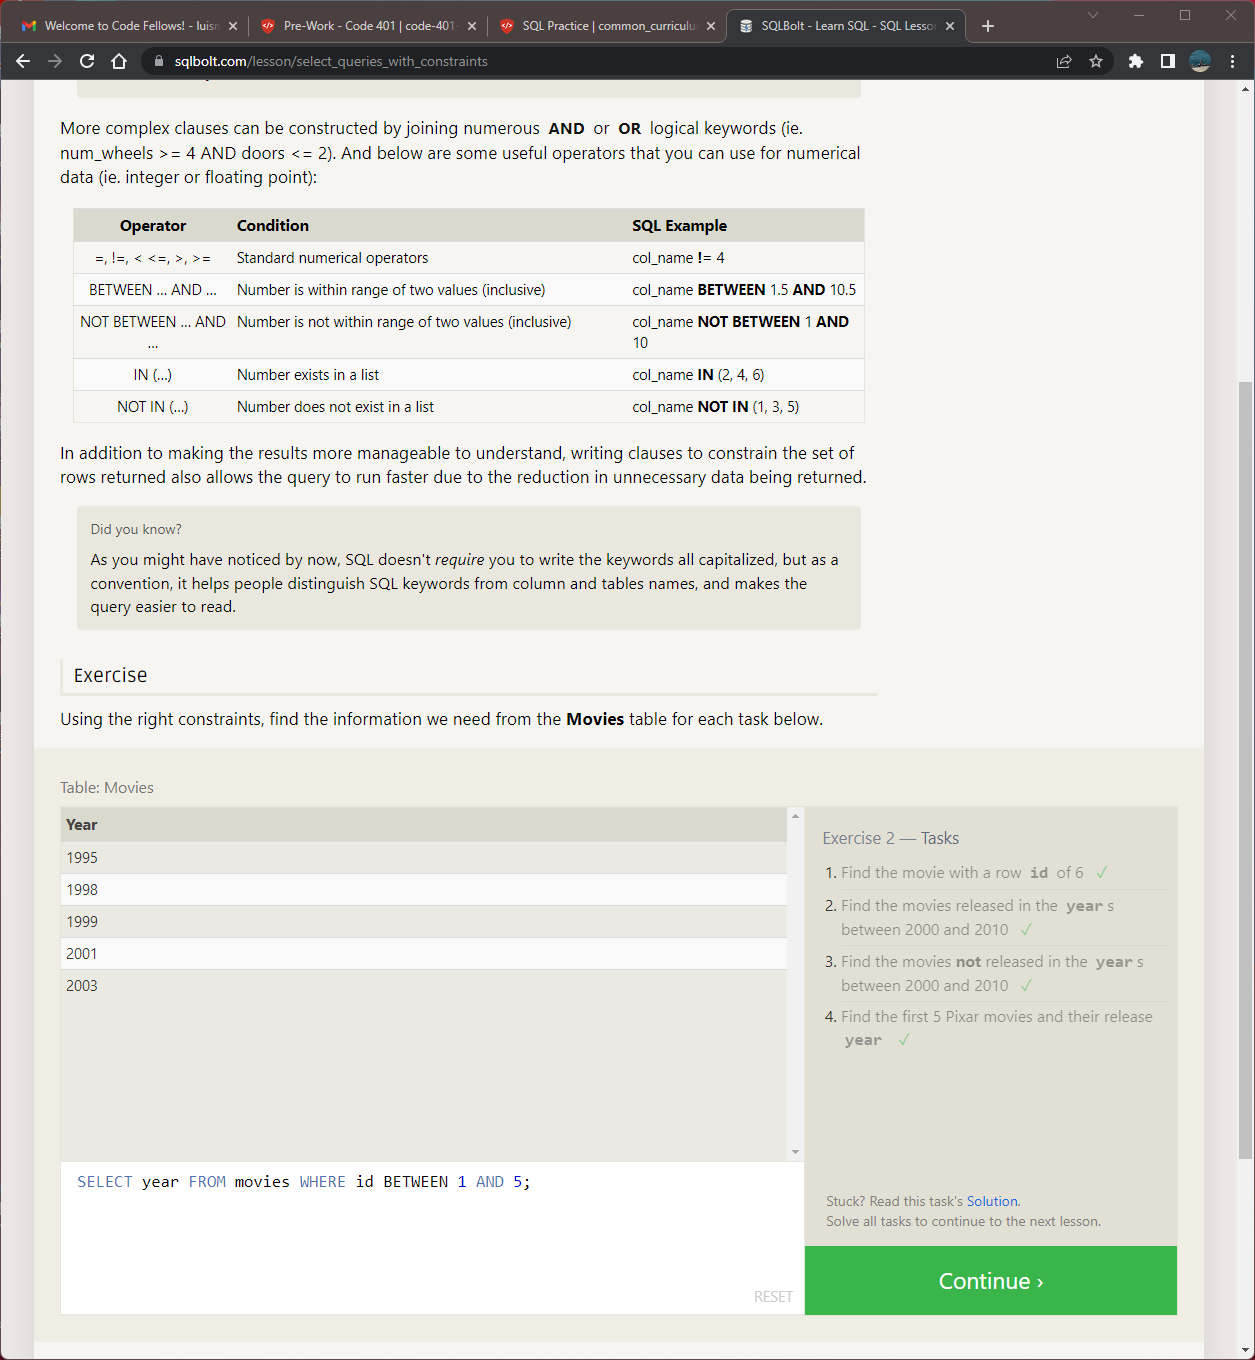 Welcome to Code Fellows! - luisn
Pre-Work - Code 401 | code-401-
SQL Practice | common_curriculu
SQLBolt - Learn SQL - SQL Lesson
sqlbolt.com/lesson/select_queries_with_constraints
More complex clauses can be constructed by joining numerous AND or OR logical keywords (ie.
num_wheels >= 4 AND doors <= 2). And below are some useful operators that you can use for numerical
data (ie. integer or floating point):
Operator Condition SQL Example
=, !=, < <=, >, >= Standard numerical operators col_name != 4
BETWEEN ... AND ... Number is within range of two values (inclusive) col_name BETWEEN 1.5 AND 10.5
NOT BETWEEN ... AND Number is not within range of two values (inclusive) col_name NOT BETWEEN 1 AND
... 10
IN (...) Number exists in a list col_name IN (2, 4, 6)
NOT IN (...) Number does not exist in a list col_name NOT IN (1, 3, 5)
In addition to making the results more manageable to understand, writing clauses to constrain the set of
rows returned also allows the query to run faster due to the reduction in unnecessary data being returned.
Did you know?
As you might have noticed by now, SQL doesn't require you to write the keywords all capitalized, but as a
convention, it helps people distinguish SQL keywords from column and tables names, and makes the
query easier to read.
Exercise
Using the right constraints, find the information we need from the Movies table for each task below.
Table: Movies
Year
1995
1998
1999
2001
2003
SELECT year FROM movies WHERE id BETWEEN 1 AND 5;
RESET
Exercise 2 — Tasks
1. Find the movie with a row id of 6 ✓
2. Find the movies released in the year s
between 2000 and 2010 ✓
3. Find the movies not released in the year s
between 2000 and 2010 ✓
4. Find the first 5 Pixar movies and their release
year ✓
Stuck? Read this task's Solution.
Solve all tasks to continue to the next lesson.
Continue ›